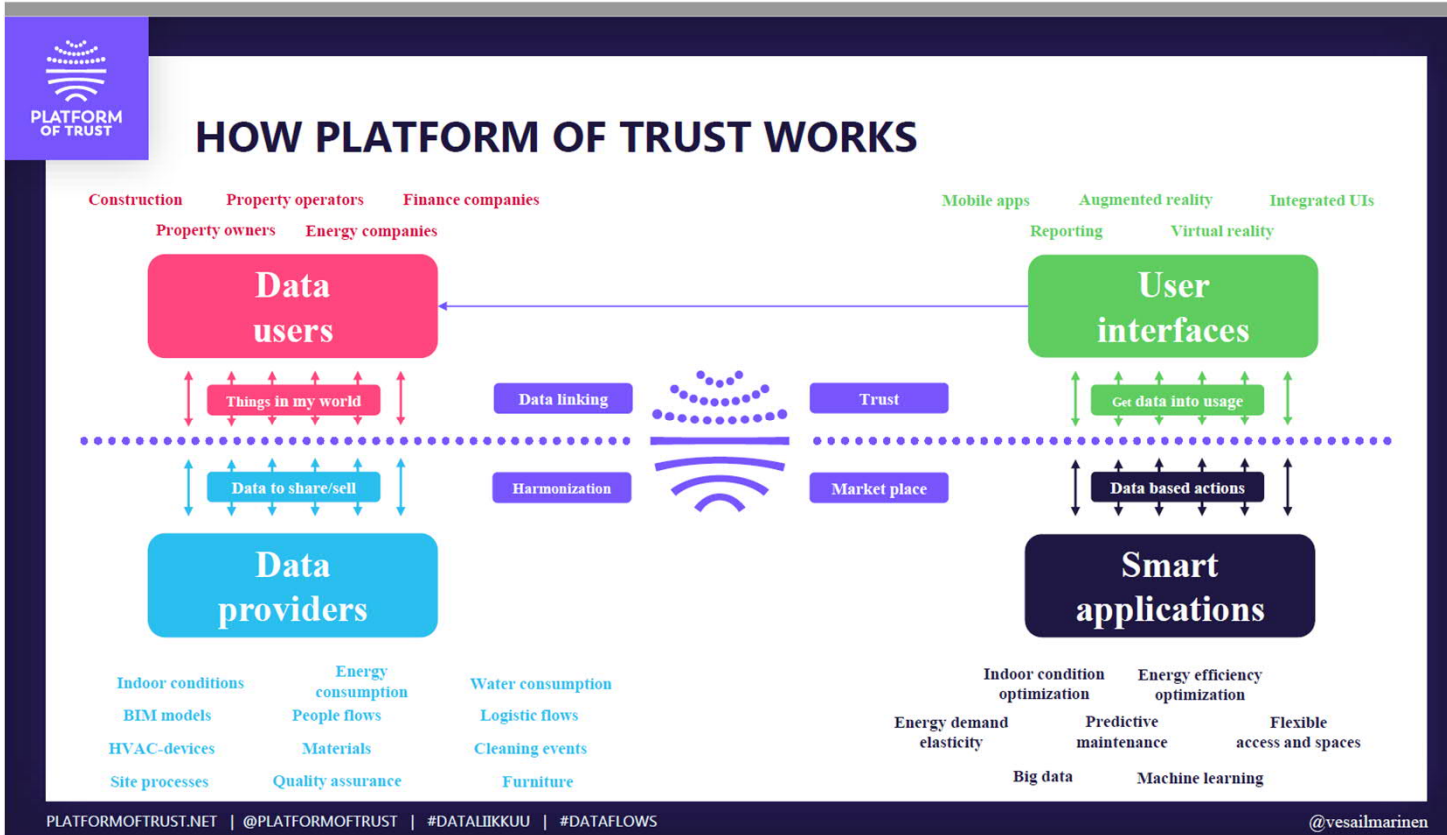 PLATFORM
OF TRUST
HOW PLATFORM OF TRUST WORKS
Construction Property operators Finance companies
Property owners Energy companies
Mobile apps Augmented reality Integrated UIs
Reporting Virtual reality
Data
users
User
interfaces
Things in my world
Data linking
Trust
Get data into usage
Data to share/sell
Harmonization
Market place
Data based actions
Data
providers
Smart
applications
Indoor conditions
Energy
consumption
Water consumption
BIM models
People flows
Logistic flows
HVAC-devices
Materials
Cleaning events
Site processes
Quality assurance
Furniture
Indoor condition
optimization
Energy efficiency
optimization
Energy demand
elasticity
Predictive
maintenance
Flexible
access and spaces
Big data
Machine learning
PLATFORMOFTRUST.NET | @PLATFORMOFTRUST | #DATALIIKKUU | #DATAFLOWS
@vesailmarinen